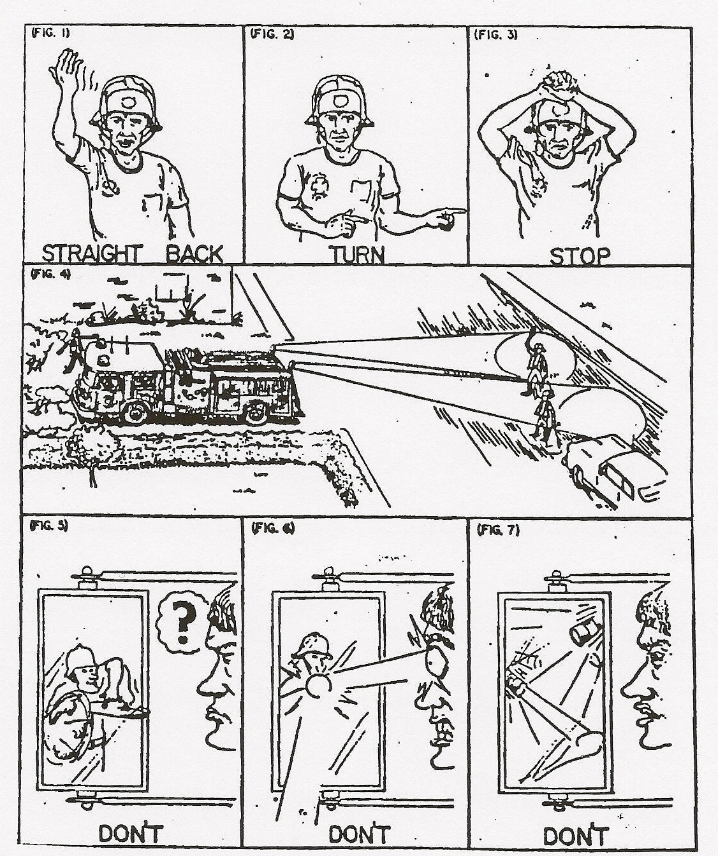 (FIG. 1)
(FIG. 2)
(FIG. 3)
STRAIGHT BACK
TURN
STOP
(FIG. 4)
(FIG. 5)
(FIG. 6)
(FIG. 7)
?
DON'T
DON'T
DON'T